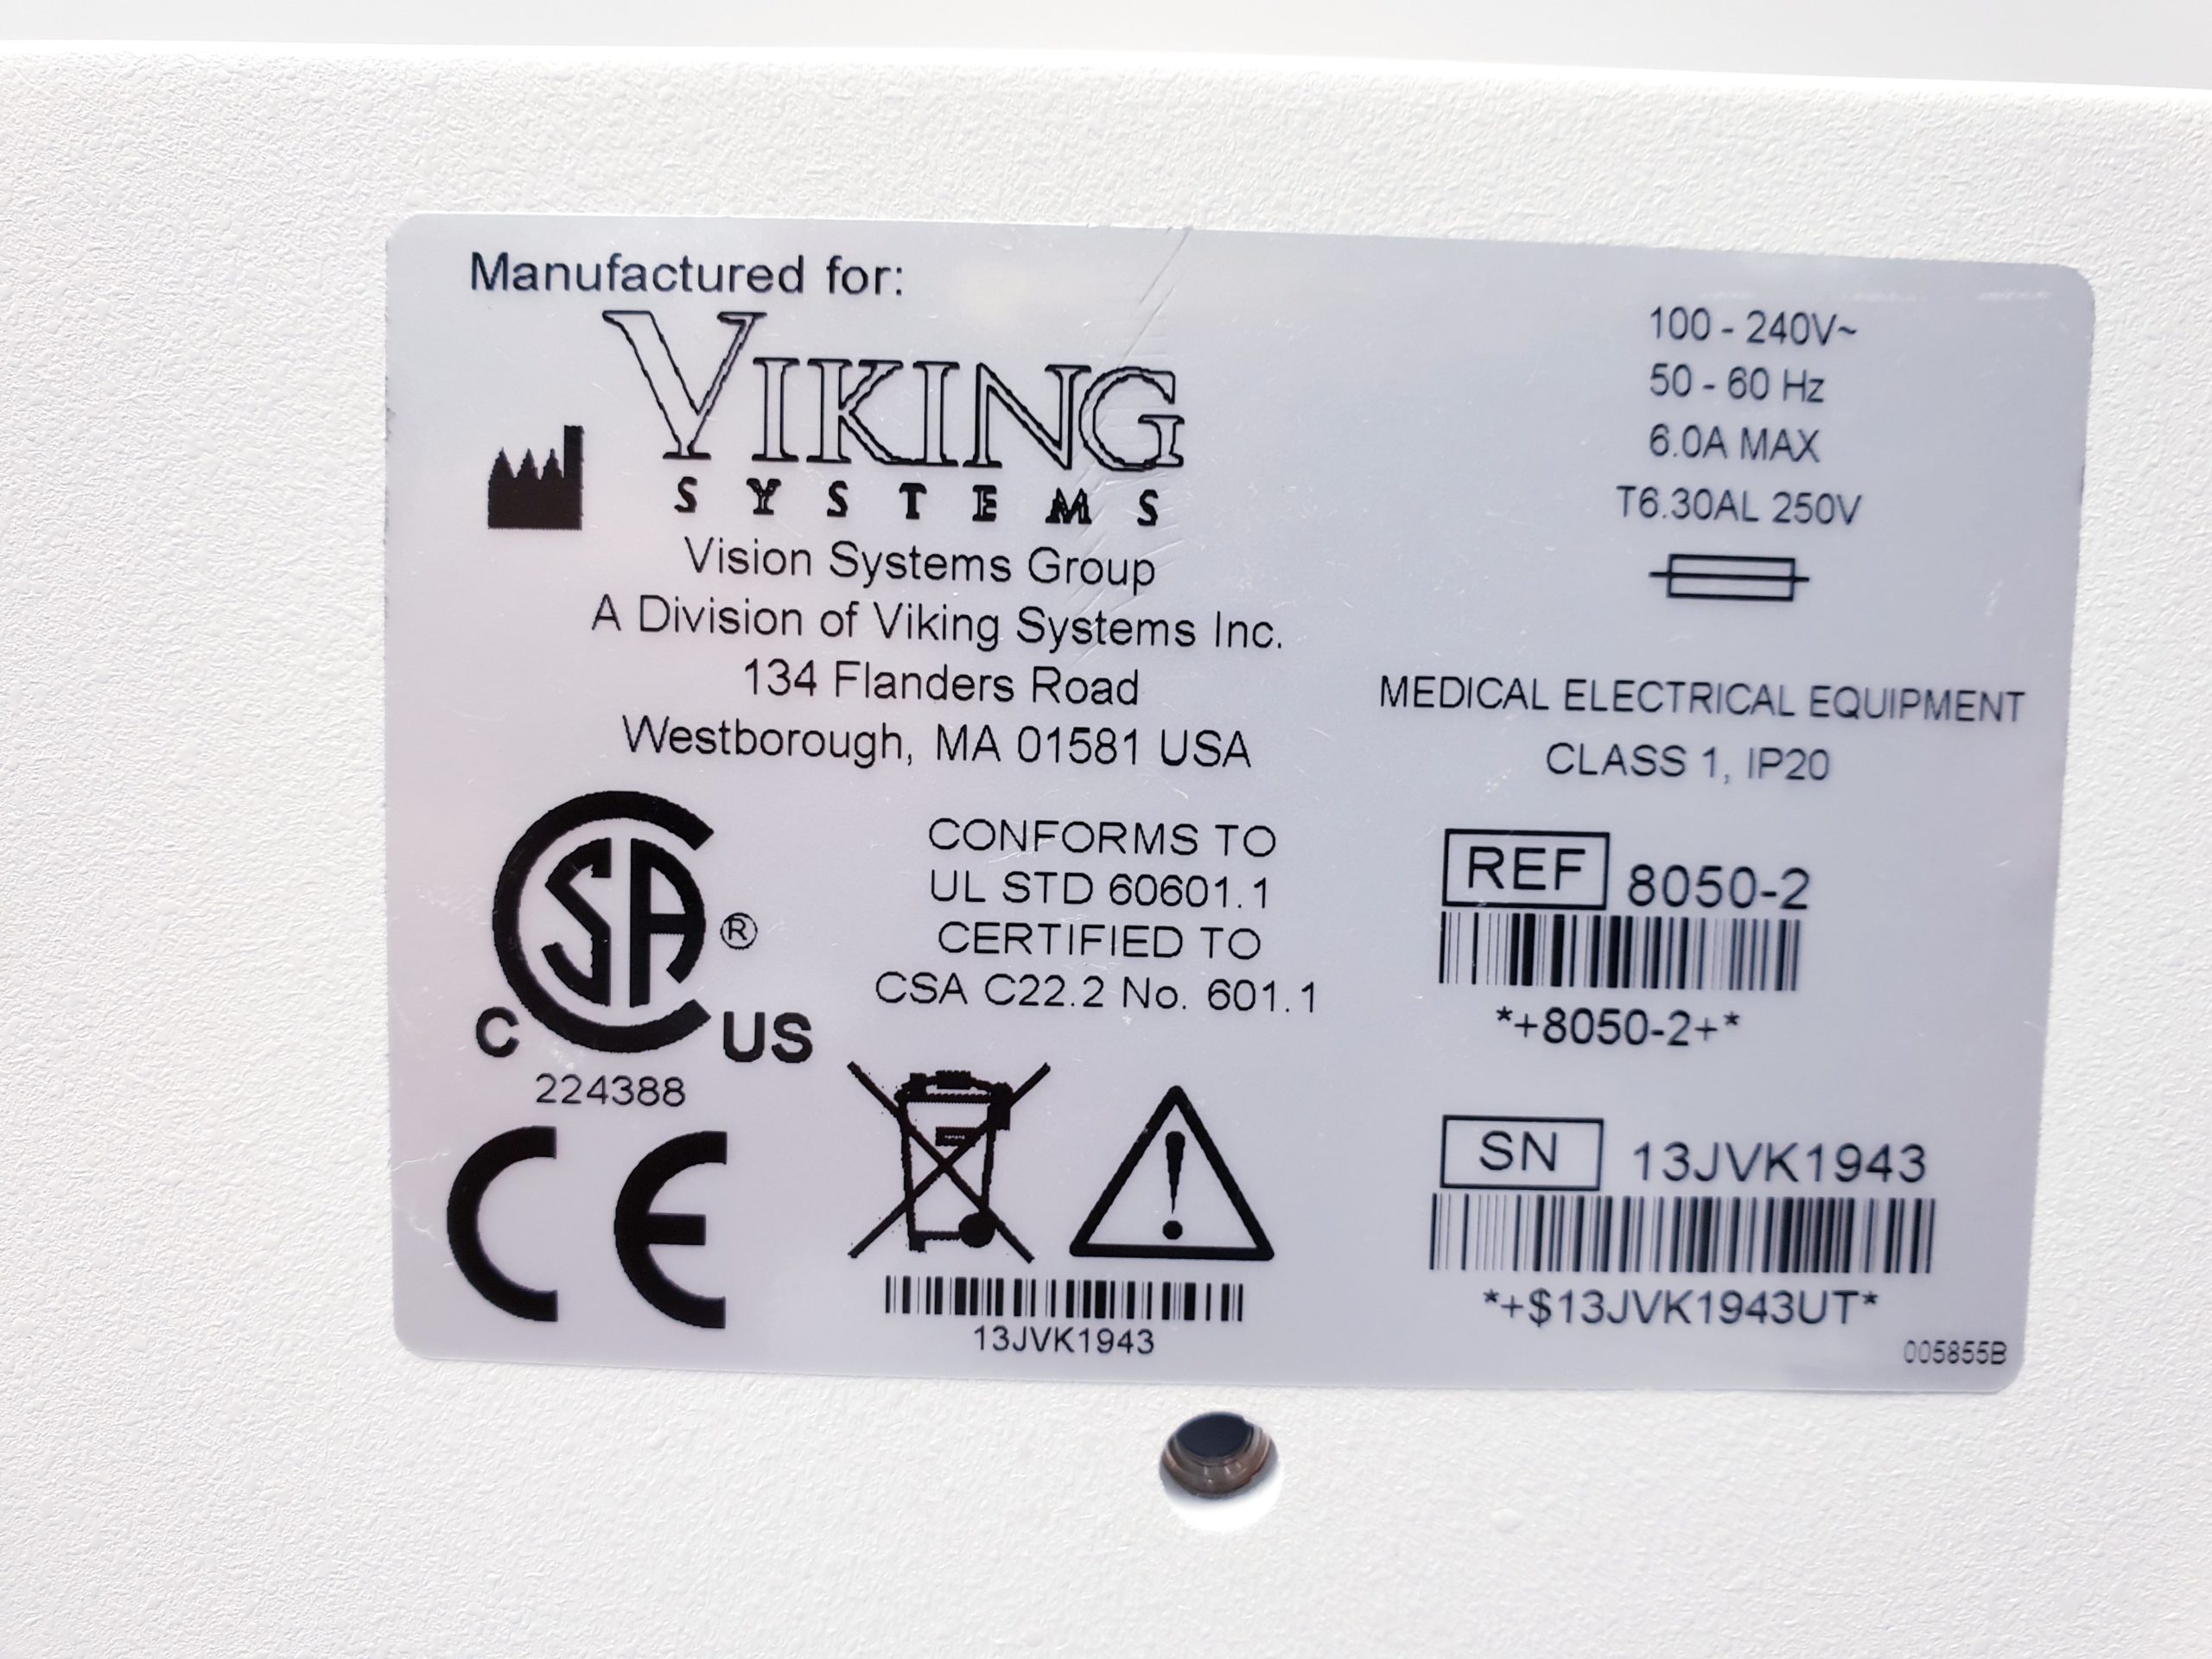 Manufactured for:
VIKING
SYSTEMS
Vision Systems Group
A Division of Viking Systems Inc.
134 Flanders Road
Westborough, MA 01581 USA
100 - 240V~
50 - 60 Hz
6.0A MAX
T6.30AL 250V
MEDICAL ELECTRICAL EQUIPMENT
CLASS 1, IP20
CSA ®
C US
224388
CONFORMS TO
UL STD 60601.1
CERTIFIED TO
CSA C22.2 No. 601.1
REF 8050-2
*+8050-2+*
CE
13JVK1943
SN 13JVK1943
*+$13JVK1943UT*
005855B